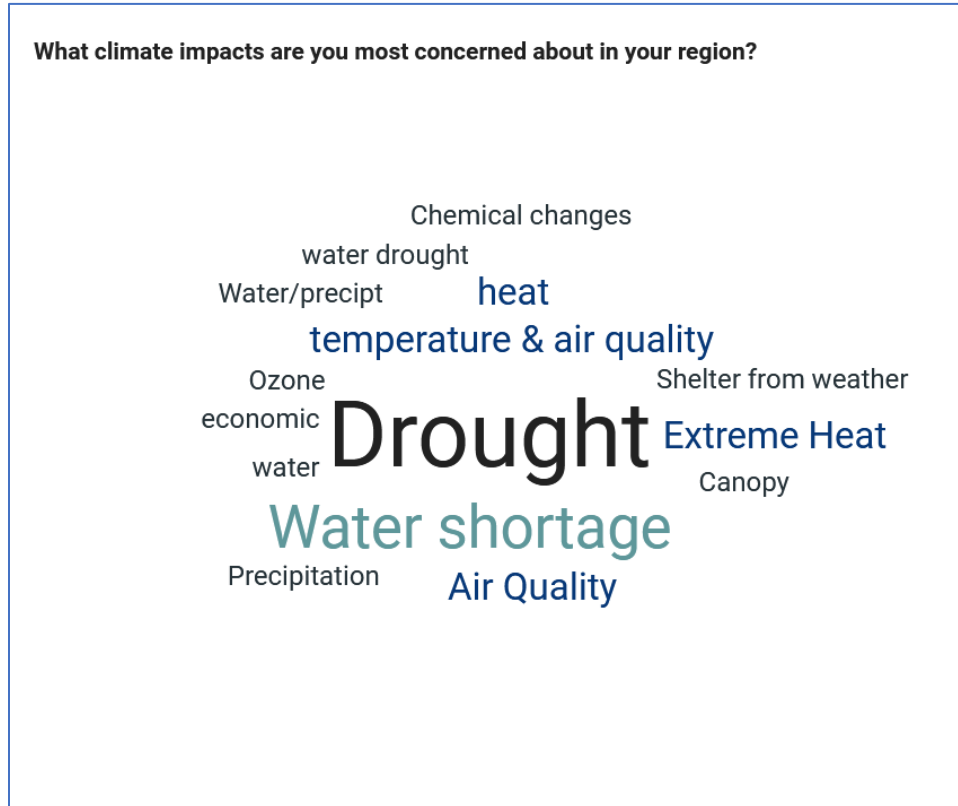 What climate impacts are you most concerned about in your region?
Chemical changes
water drought
Water/precipt
heat
temperature & air quality
Ozone
Shelter from weather
economic
Drought
Extreme Heat
water
Canopy
Water shortage
Precipitation
Air Quality